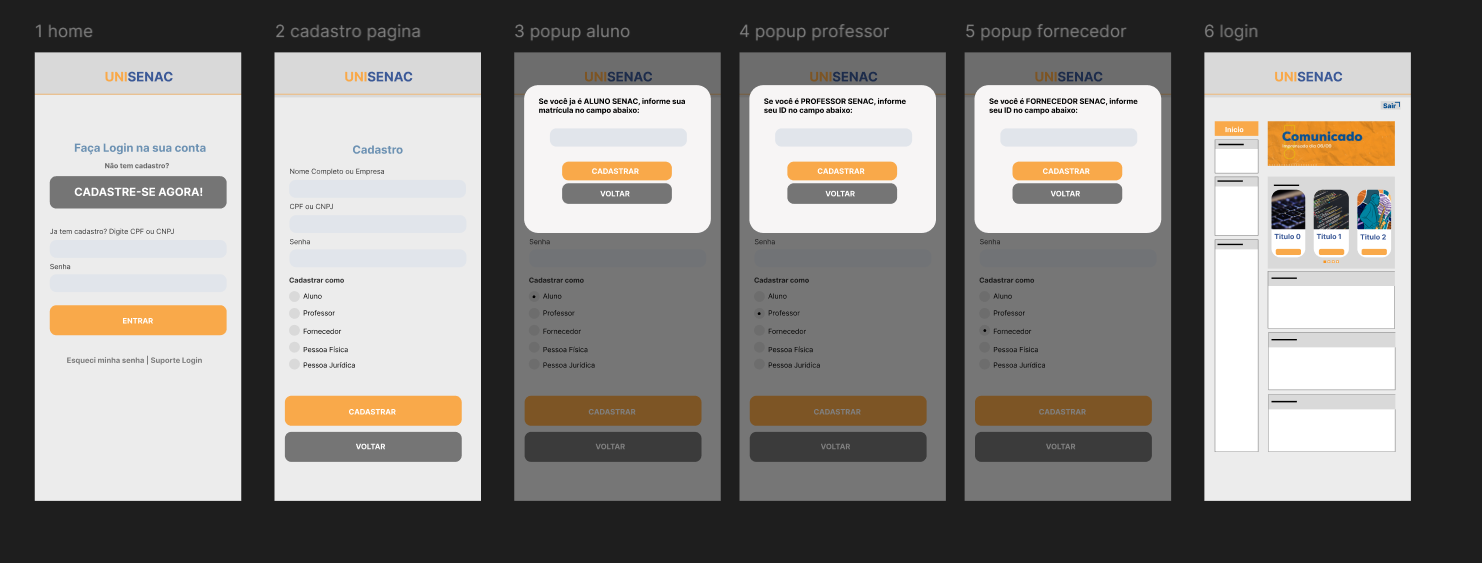 1 home
UNISENAC
Faça Login na sua conta
Não tem cadastro?
CADASTRE-SE AGORA!
Ja tem cadastro? Digite CPF ou CNPJ
Senha
ENTRAR
Esqueci minha senha | Suporte Login
2 cadastro pagina
UNISENAC
Cadastro
Nome Completo ou Empresa
CPF ou CNPJ
Senha
Cadastrar como
Aluno
Professor
Fornecedor
Pessoa Física
Pessoa Jurídica
CADASTRAR
VOLTAR
3 popup aluno
UNISENAC
Se você ja é ALUNO SENAC, informe sua
matrícula no campo abaixo:
CADASTRAR
VOLTAR
Senha
Cadastrar como
Aluno
Professor
Fornecedor
Pessoa Física
Pessoa Jurídica
CADASTRAR
VOLTAR
4 popup professor
UNISENAC
Se você é PROFESSOR SENAC, informe
seu ID no campo abaixo:
CADASTRAR
VOLTAR
Senha
Cadastrar como
Aluno
Professor
Fornecedor
Pessoa Física
Pessoa Jurídica
CADASTRAR
VOLTAR
5 popup fornecedor
UNISENAC
Se você é FORNECEDOR SENAC, informe
seu ID no campo abaixo:
CADASTRAR
VOLTAR
Senha
Cadastrar como
Aluno
Professor
Fornecedor
Pessoa Física
Pessoa Jurídica
CADASTRAR
VOLTAR
6 login
UNISENAC
Sair
Inicio
Comunicado
Titulo 0
Titulo 1
Titulo 2